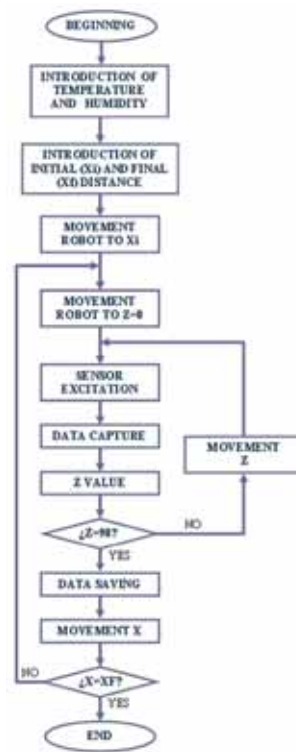 BEGINNING
INTRODUCTION OF
TEMPERATURE
AND HUMIDITY
INTRODUCTION OF
INITIAL (Xi) AND FINAL
(Xf) DISTANCE
MOVEMENT
ROBOT TO Xi
MOVEMENT
ROBOT TO Z=0
SENSOR
EXCITATION
DATA CAPTURE
MOVEMENT
Z
Z VALUE
¿Z=90?
NO
YES
DATA SAVING
MOVEMENT X
NO
¿X=XF?
YES
END